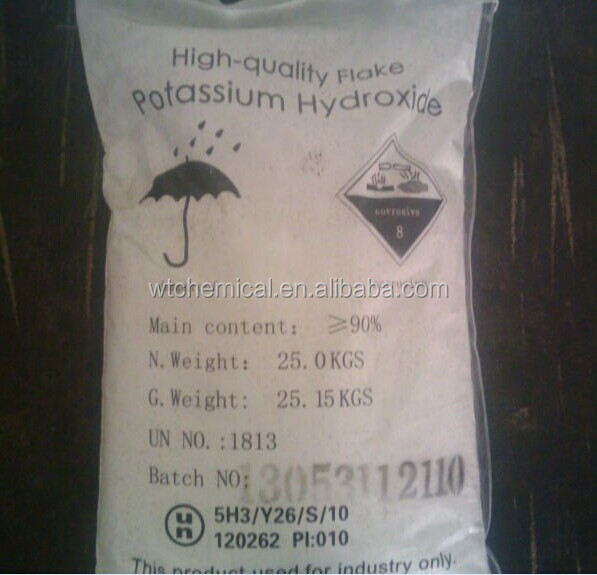 High-quality Flake
Potassium Hydroxide
corrosive
8
wtchemical.en.alibaba.com
Main content: ≥90%
N.Weight: 25.0KGS
G.Weight: 25.15KGS
UN NO.:1813
Batch NO: 13053112110
un 5H3/Y26/S/10
120262 PI:010
This product used for industry only.